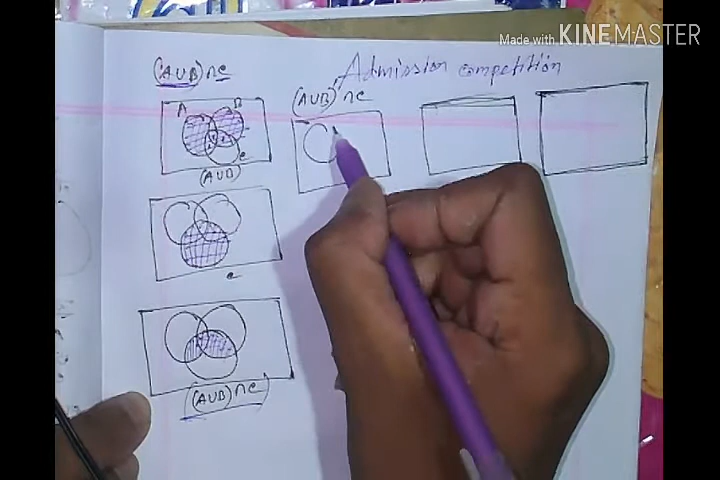 Made with KINEMASTER
Admission competition
(AUB)∩c
(AUB)'∩c
A B
c
(AUB)
c
(AUB)∩c